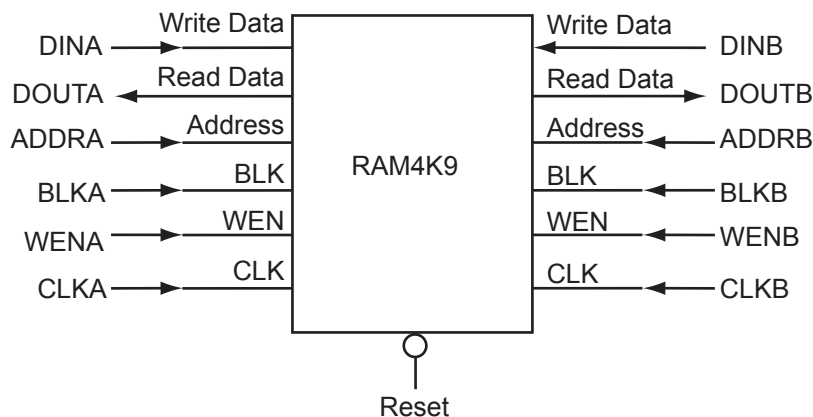 DINA Write Data Write Data DINB
DOUTA Read Data Read Data DOUTB
ADDRA Address Address ADDRB
RAM4K9
BLKA BLK BLK BLKB
WENA WEN WEN WENB
CLKA CLK CLK CLKB
Reset